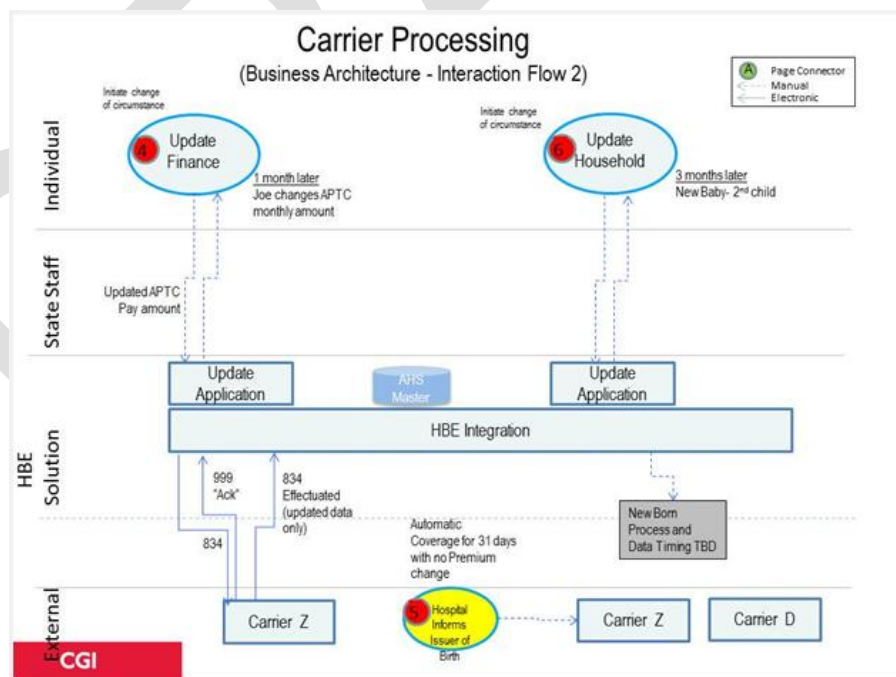 Carrier Processing
(Business Architecture - Interaction Flow 2)
A Page Connector
Manual
Electronic
Individual
Initiate change
of circumstance
4
Update
Finance
1 month later
Joe changes APTC
monthly amount
Initiate change
of circumstance
6
Update
Household
3 months later
New Baby- 2nd child
State Staff
Updated APTC
Pay amount
HBE
Solution
Update
Application
AHS
Master
Update
Application
HBE Integration
999
"Ack"
834
Effectuated
(updated data
only)
834
New Born
Process and
Data Timing TBD
Automatic
Coverage for 31 days
with no Premium
change
External
Carrier Z
5
Hospital
Informs
Issuer of
Birth
Carrier Z
Carrier D
CGI